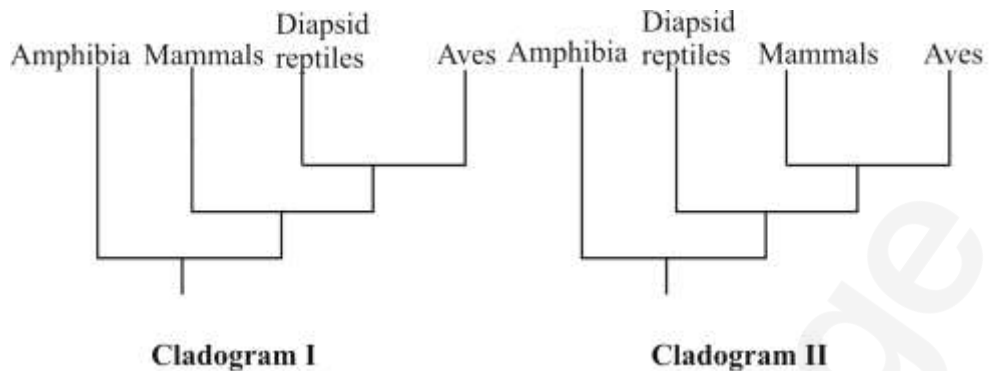 Amphibia Mammals Diapsid reptiles Aves
Amphibia Diapsid reptiles Mammals Aves
Cladogram I
Cladogram II